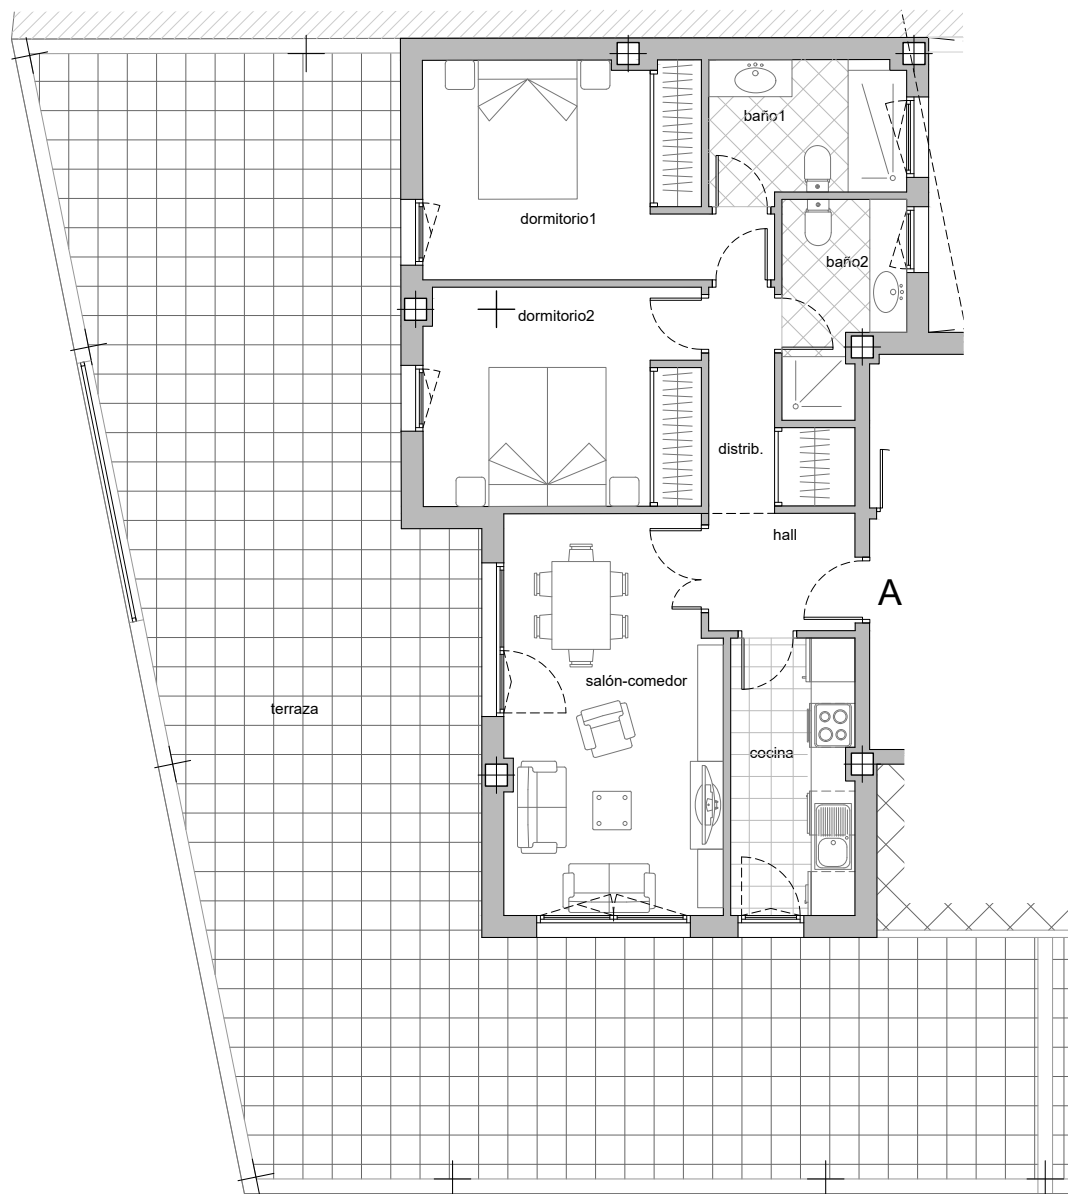 baño1
dormitorio1
baño2
dormitorio2
distrib.
hall
A
salón-comedor
terraza
cocina